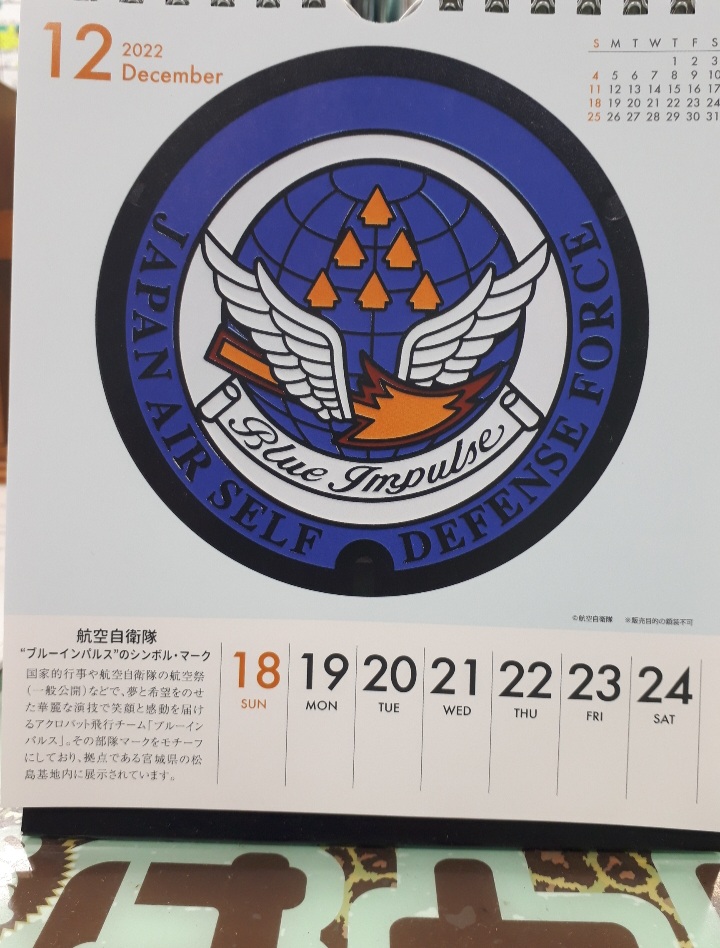 12
2022
December
S M T W T F S
1 2 3
4 5 6 7 8 9 10
11 12 13 14 15 16 17
18 19 20 21 22 23 24
25 26 27 28 29 30 31
JAPAN AIR SELF DEFENSE FORCE
Blue Impulse
©航空自衛隊 ※販売目的の額装不可
航空自衛隊
“ブルーインパルス”のシンボル・マーク
国家的行事や航空自衛隊の航空祭
(一般公開)などで、夢と希望をのせ
た華麗な演技で笑顔と感動を届け
るアクロバット飛行チーム「ブルーイン
パルス」。その部隊マークをモチーフ
にしており、拠点である宮城県の松
島基地内に展示されています。
18 19 20 21 22 23 24
SUN MON TUE WED THU FRI SAT